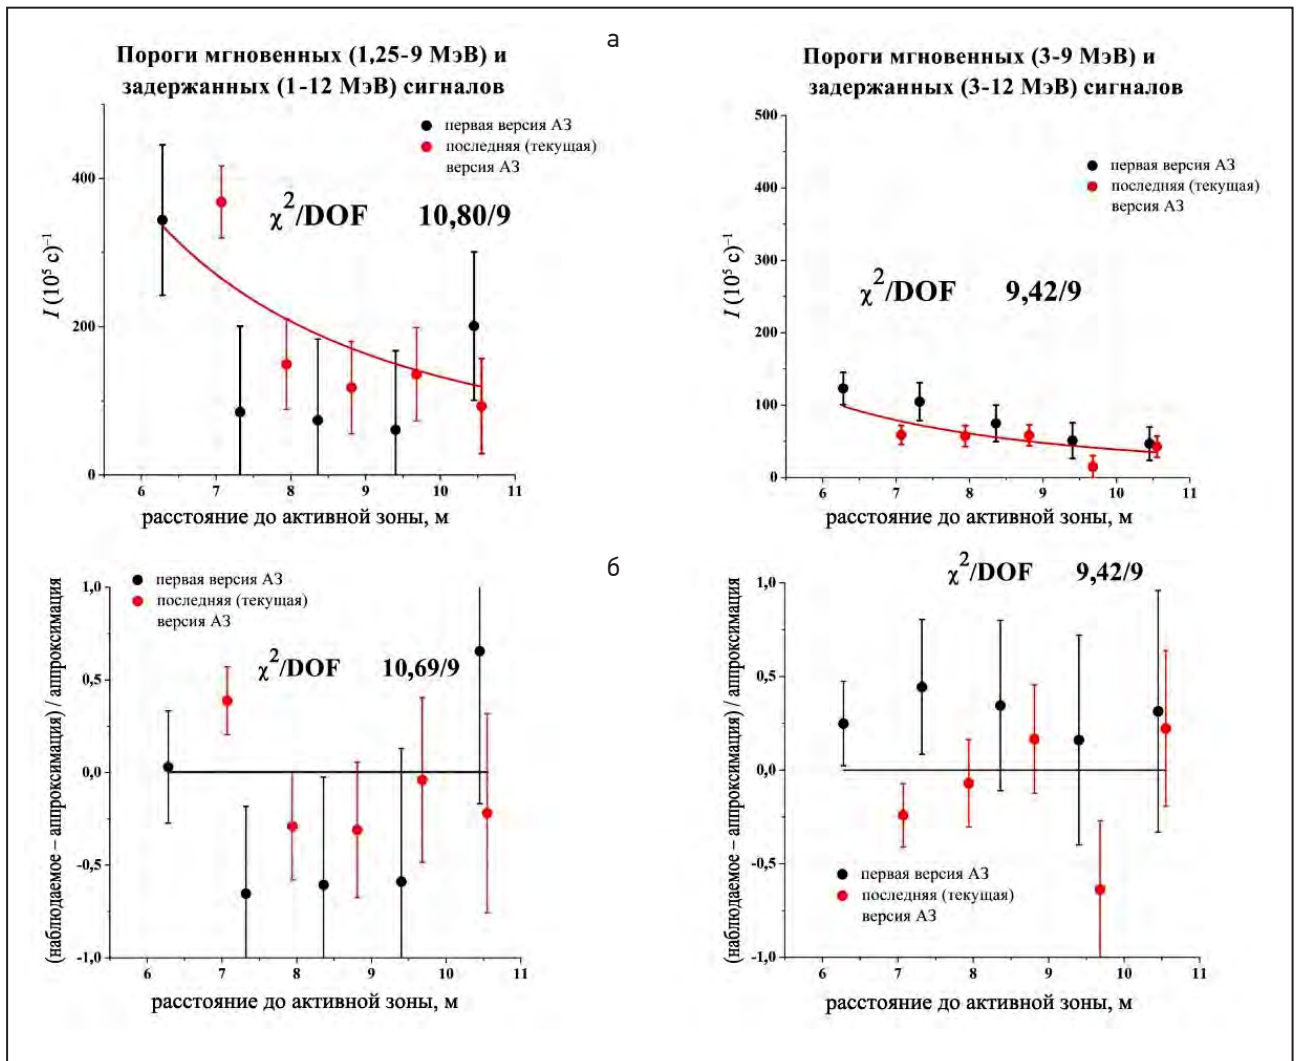 а
Пороги мгновенных (1,25-9 МэВ) и
задержанных (1-12 МэВ) сигналов
первая версия АЗ
последняя (текущая)
версия АЗ
χ²/DOF 10,80/9
I (10⁵ с)⁻¹
400
200
0
6 7 8 9 10 11
расстояние до активной зоны, м
Пороги мгновенных (3-9 МэВ) и
задержанных (3-12 МэВ) сигналов
первая версия АЗ
последняя (текущая)
версия АЗ
χ²/DOF 9,42/9
I (10⁵ с)⁻¹
500
400
300
200
100
0
6 7 8 9 10 11
расстояние до активной зоны, м
б
первая версия АЗ
последняя (текущая)
версия АЗ
χ²/DOF 10,69/9
(наблюдаемое – аппроксимация) / аппроксимация
1,0
0,5
0,0
-0,5
-1,0
6 7 8 9 10 11
расстояние до активной зоны, м
χ²/DOF 9,42/9
(наблюдаемое – аппроксимация) / аппроксимация
1,0
0,5
0,0
-0,5
-1,0
первая версия АЗ
последняя (текущая)
версия АЗ
6 7 8 9 10 11
расстояние до активной зоны, м